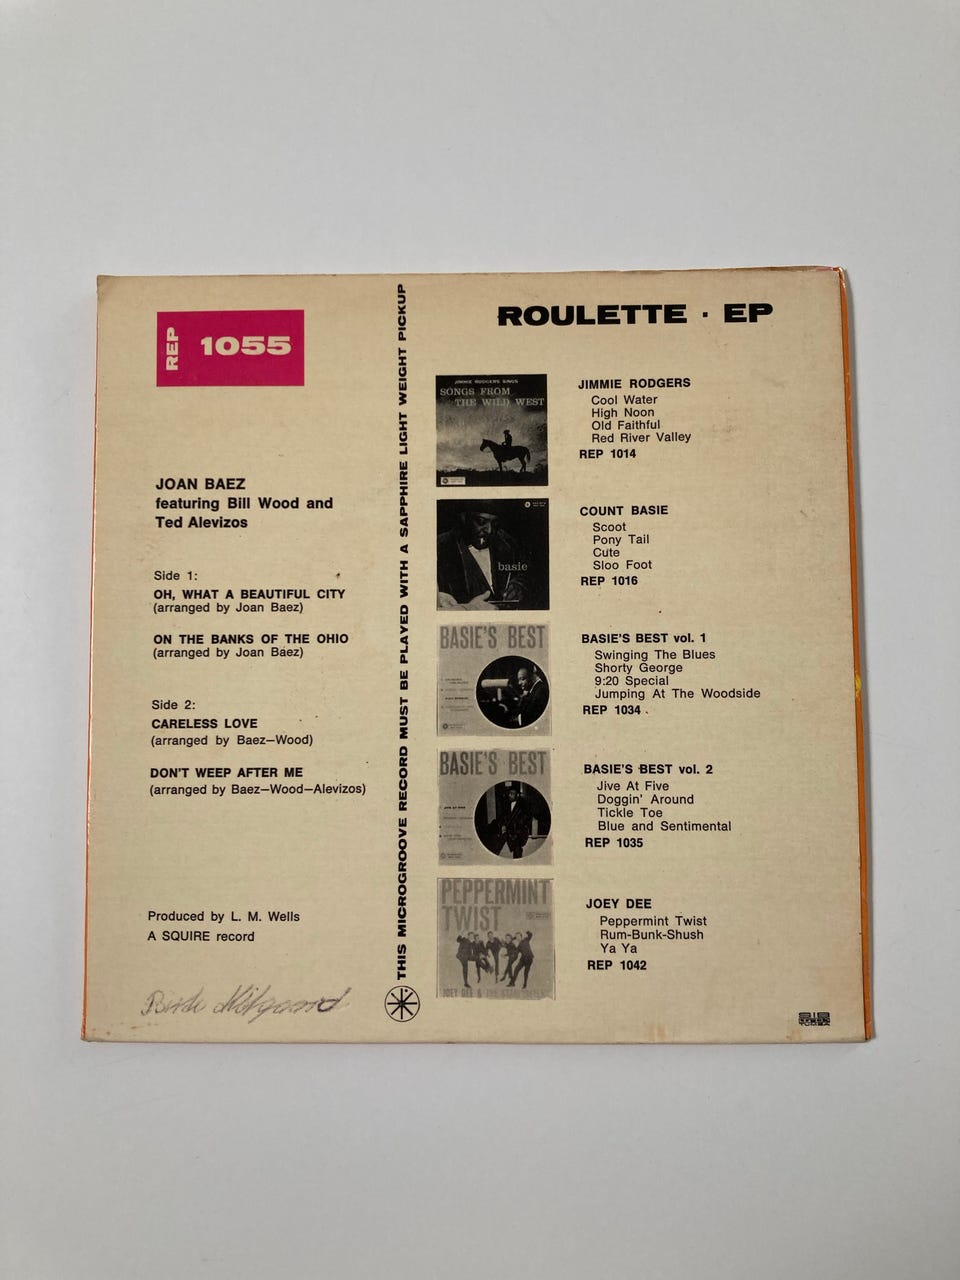 REP 1055
JOAN BAEZ
featuring Bill Wood and
Ted Alevizos
Side 1:
OH, WHAT A BEAUTIFUL CITY
(arranged by Joan Baez)
ON THE BANKS OF THE OHIO
(arranged by Joan Baez)
Side 2:
CARELESS LOVE
(arranged by Baez—Wood)
DON'T WEEP AFTER ME
(arranged by Baez—Wood—Alevizos)
Produced by L. M. Wells
A SQUIRE record
THIS MICROGROOVE RECORD MUST BE PLAYED WITH A SAPPHIRE LIGHT WEIGHT PICKUP
ROULETTE · EP
JIMMIE RODGERS SINGS
SONGS FROM
THE WILD WEST
JIMMIE RODGERS
Cool Water
High Noon
Old Faithful
Red River Valley
REP 1014
basie
COUNT BASIE
Scoot
Pony Tail
Cute
Sloo Foot
REP 1016
BASIE'S BEST
BASIE'S BEST vol. 1
Swinging The Blues
Shorty George
9:20 Special
Jumping At The Woodside
REP 1034
BASIE'S BEST
BASIE'S BEST vol. 2
Jive At Five
Doggin' Around
Tickle Toe
Blue and Sentimental
REP 1035
PEPPERMINT
TWIST
JOEY DEE & THE STARLITERS
JOEY DEE
Peppermint Twist
Rum-Bunk-Shush
Ya Ya
REP 1042